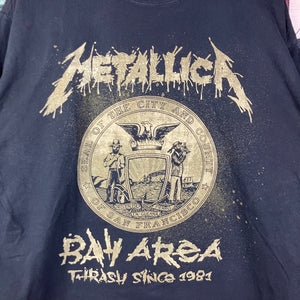 METALLICA
SEAL OF THE CITY AND COUNTY
OF SAN FRANCISCO
BAY AREA
THRASH SINCE 1981